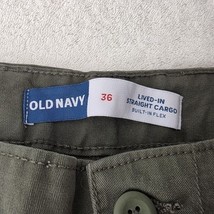 OLD NAVY
36
LIVED-IN
STRAIGHT CARGO
BUILT-IN FLEX